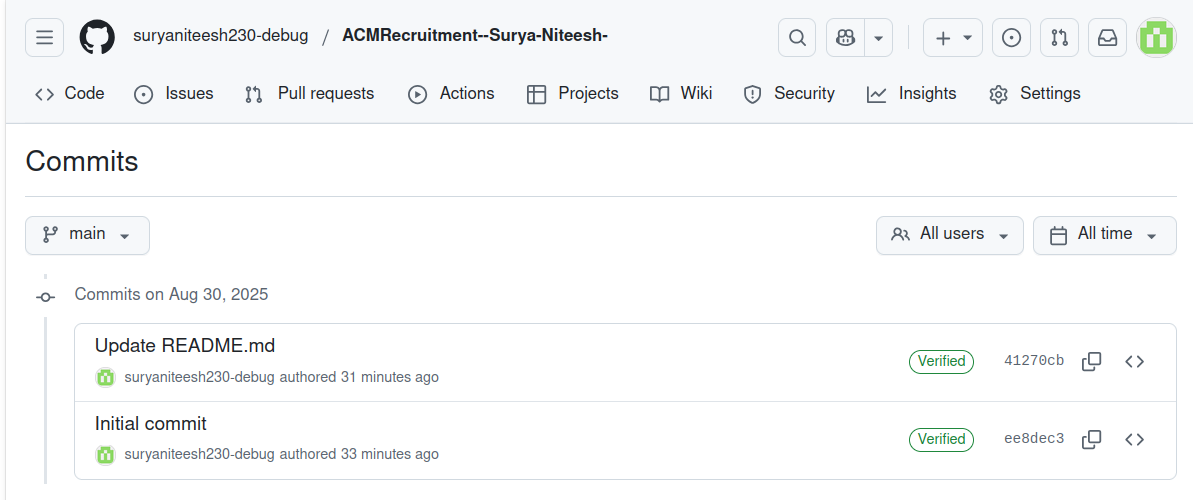 suryaniteesh230-debug / ACMRecruitment--Surya-Niteesh-
Code Issues Pull requests Actions Projects Wiki Security Insights Settings
Commits
main All users All time
Commits on Aug 30, 2025
Update README.md
suryaniteesh230-debug authored 31 minutes ago
Verified 41270cb
Initial commit
suryaniteesh230-debug authored 33 minutes ago
Verified ee8dec3